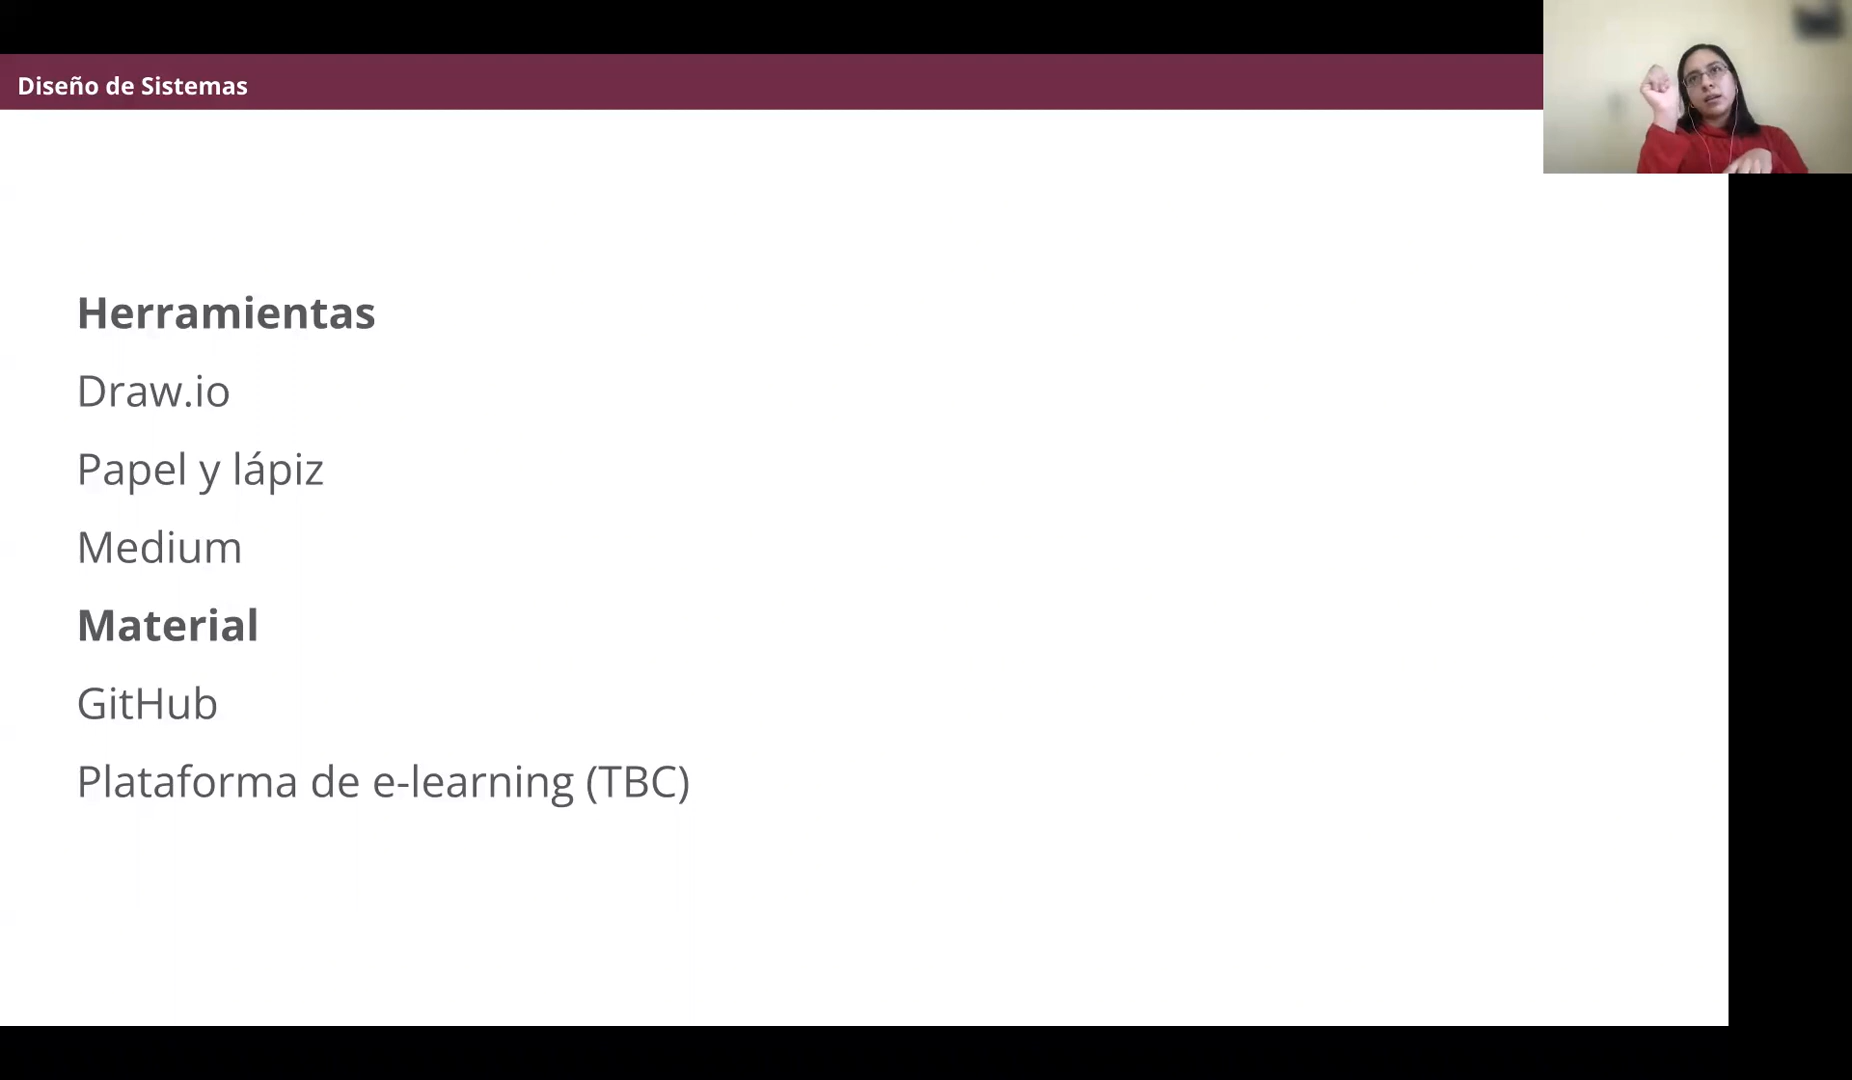 Diseño de Sistemas
Herramientas
Draw.io
Papel y lápiz
Medium
Material
GitHub
Plataforma de e-learning (TBC)